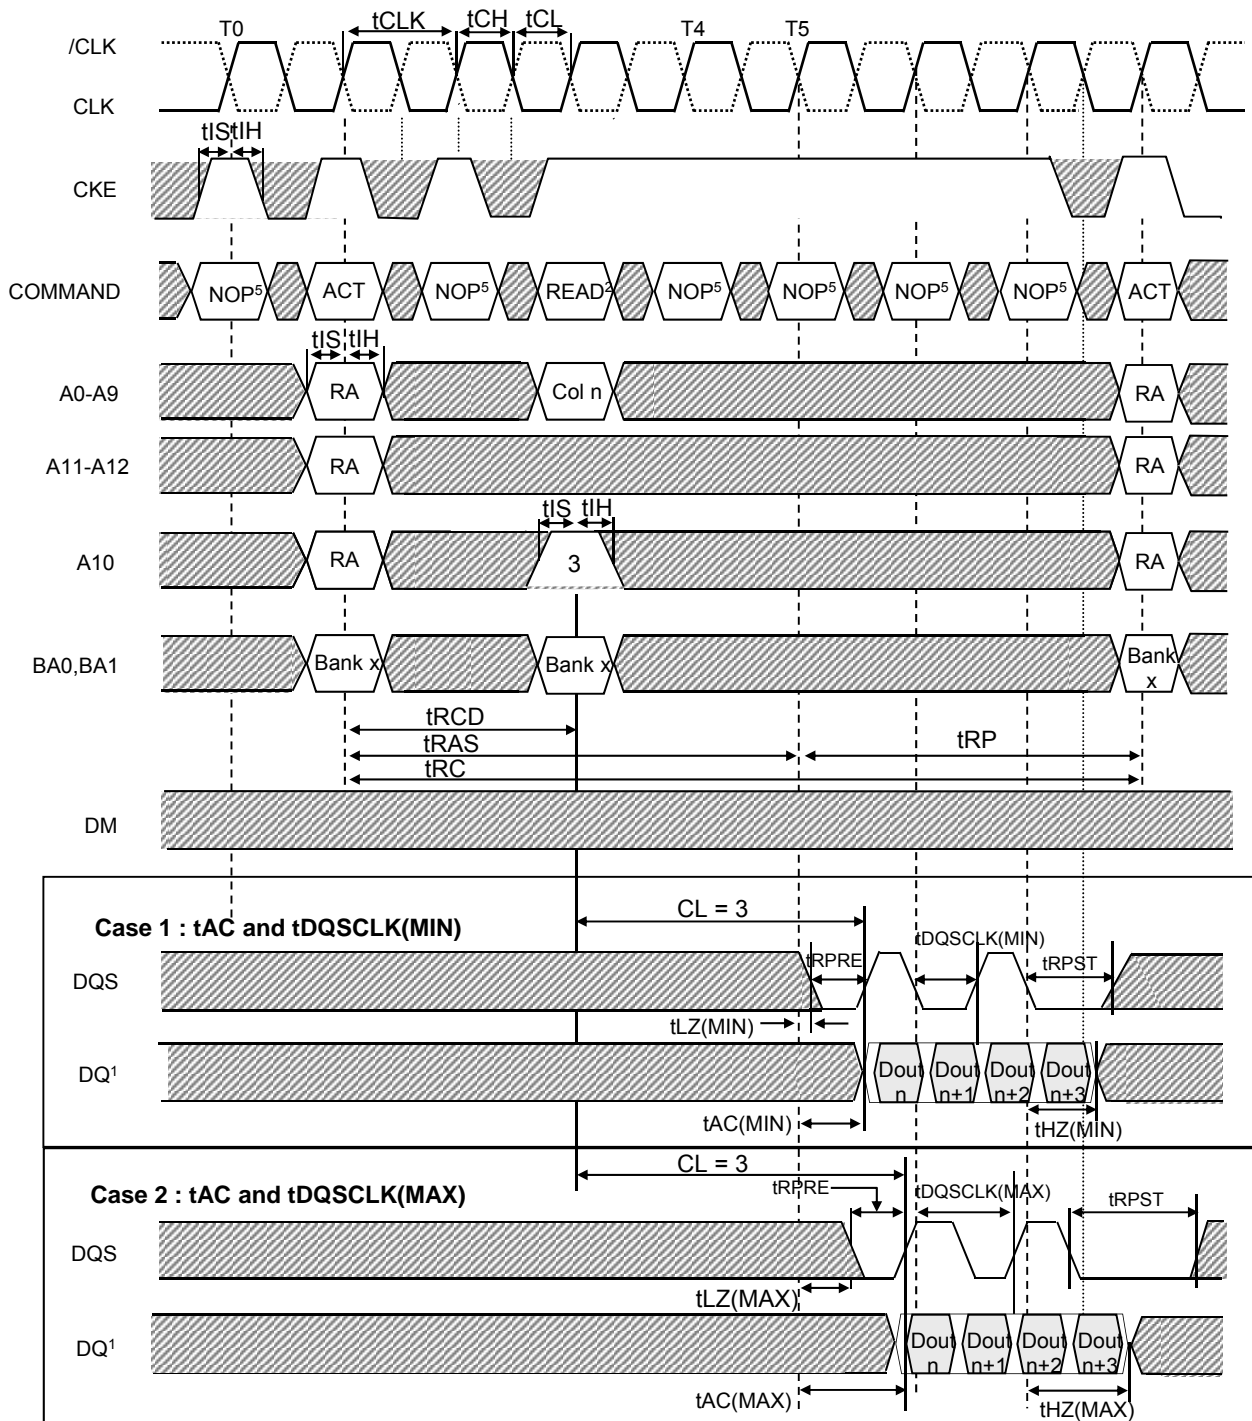 tCLK tCH tCL
T0 T4 T5
/CLK
CLK
tIS tIH
CKE
COMMAND NOP5 ACT NOP5 READ2 NOP5 NOP5 NOP5 NOP5 ACT
tIS tIH
A0-A9 RA Col n RA
A11-A12 RA RA
tIS tIH
A10 RA 3 RA
BA0,BA1 Bank x Bank x Bank x
tRCD
tRAS tRP
tRC
DM
CL = 3
Case 1 : tAC and tDQSCLK(MIN)
tRPRE tDQSCLK(MIN) tRPST
DQS
tLZ(MIN)
DQ1 Dout n Dout n+1 Dout n+2 Dout n+3
tAC(MIN) tHZ(MIN)
CL = 3
Case 2 : tAC and tDQSCLK(MAX)
tRPRE tDQSCLK(MAX) tRPST
DQS
tLZ(MAX)
DQ1 Dout n Dout n+1 Dout n+2 Dout n+3
tAC(MAX) tHZ(MAX)